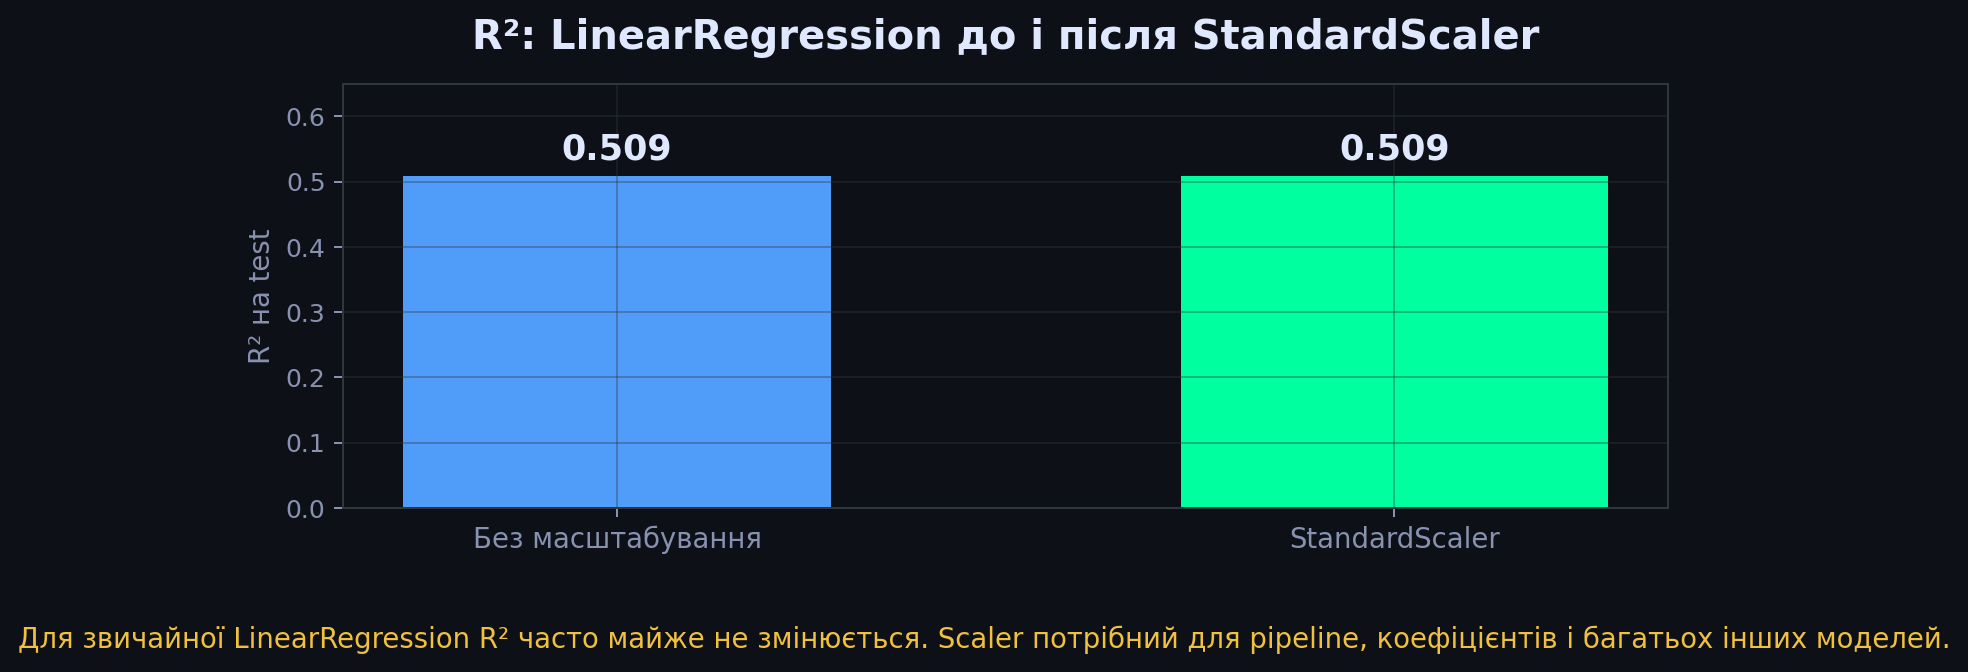 R²: LinearRegression до і після StandardScaler
0.509
0.509
R² на test
0.6
0.5
0.4
0.3
0.2
0.1
0.0
Без масштабування
StandardScaler
Для звичайної LinearRegression R² часто майже не змінюється. Scaler потрібний для pipeline, коефіцієнтів і багатьох інших моделей.